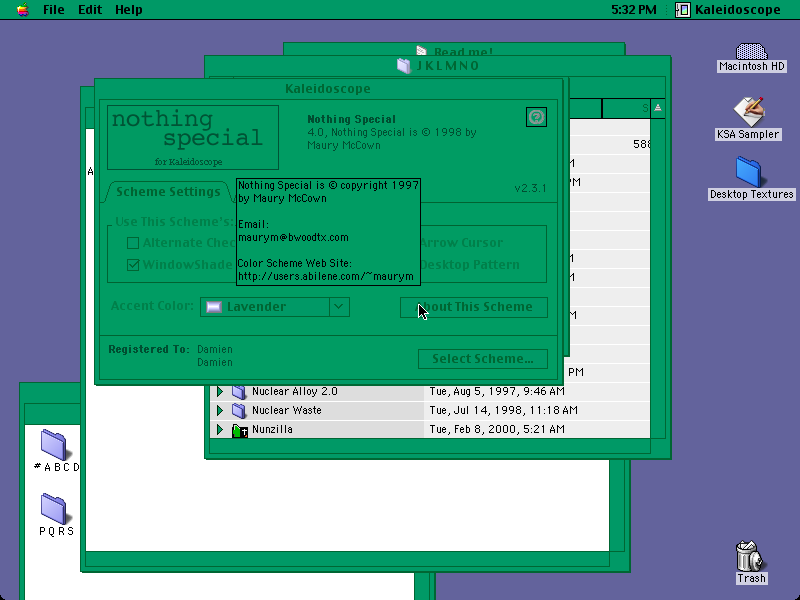 File Edit Help
5:32 PM
Kaleidoscope
Read me!
JKLMNO
Macintosh HD
KSA Sampler
Desktop Textures
Trash
Kaleidoscope
nothing
special
for Kaleidoscope
Nothing Special
4.0, Nothing Special is © 1998 by
Maury McCown
v2.3.1
Scheme Settings
Nothing Special is © copyright 1997
by Maury McCown
Email:
maurym@bwoodtx.com
Color Scheme Web Site:
http://users.abilene.com/~maurym
Use This Scheme's:
Alternate Chec
Arrow Cursor
WindowShade
Desktop Pattern
Accent Color:
Lavender
bout This Scheme
Registered To: Damien
Damien
Select Scheme...
S
588
M
PM
M
M
M
PM
Nuclear Alloy 2.0 Tue, Aug 5, 1997, 9:46 AM
Nuclear Waste Tue, Jul 14, 1998, 11:18 AM
Nunzilla Tue, Feb 8, 2000, 5:21 AM
A
#ABCD
PQRS